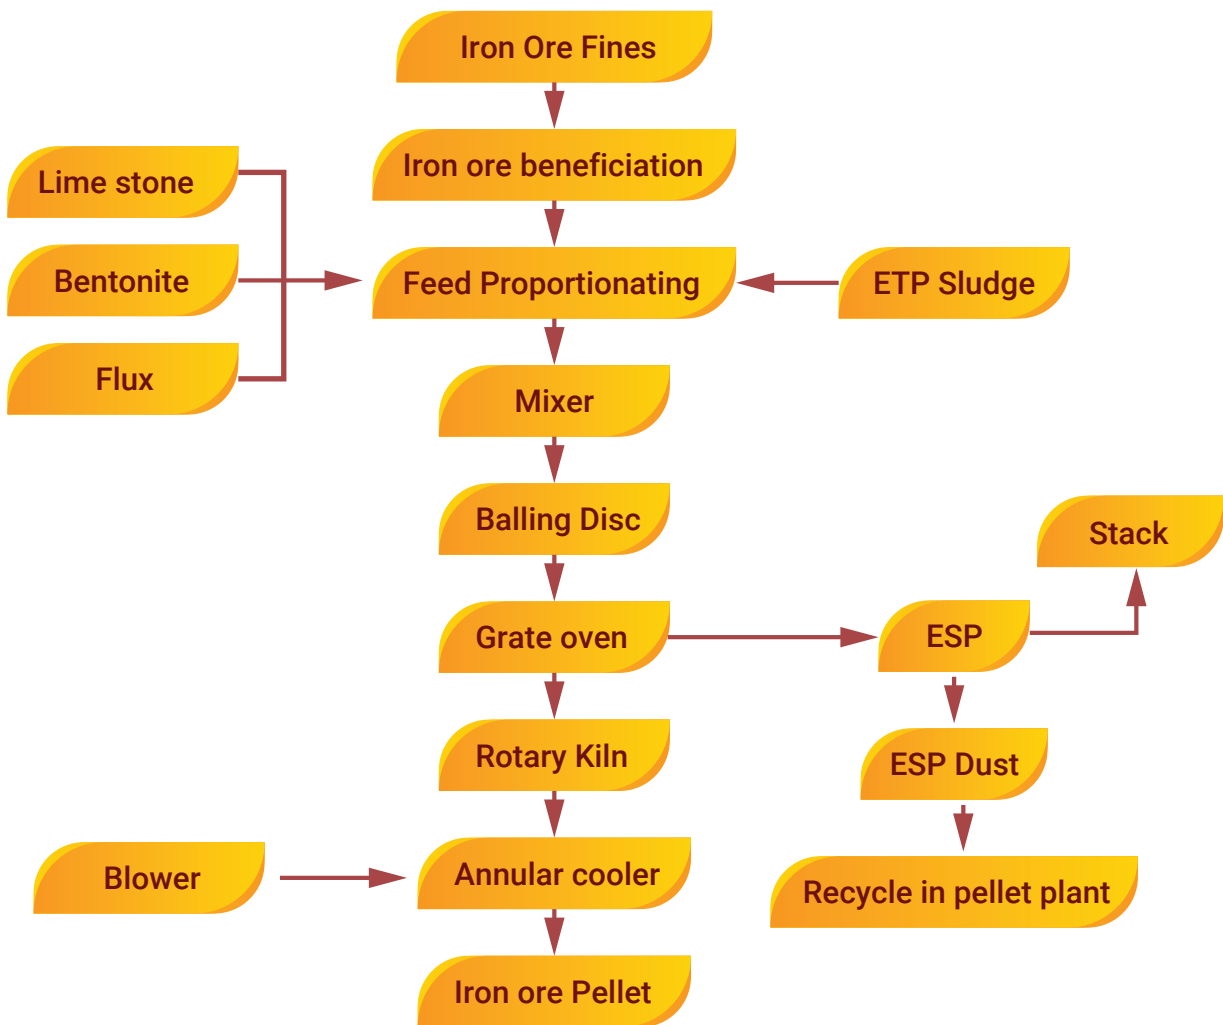 Iron Ore Fines
Iron ore beneficiation
Lime stone
Bentonite
Flux
Feed Proportionating
ETP Sludge
Mixer
Balling Disc
Grate oven
ESP
Stack
ESP Dust
Recycle in pellet plant
Rotary Kiln
Blower
Annular cooler
Iron ore Pellet